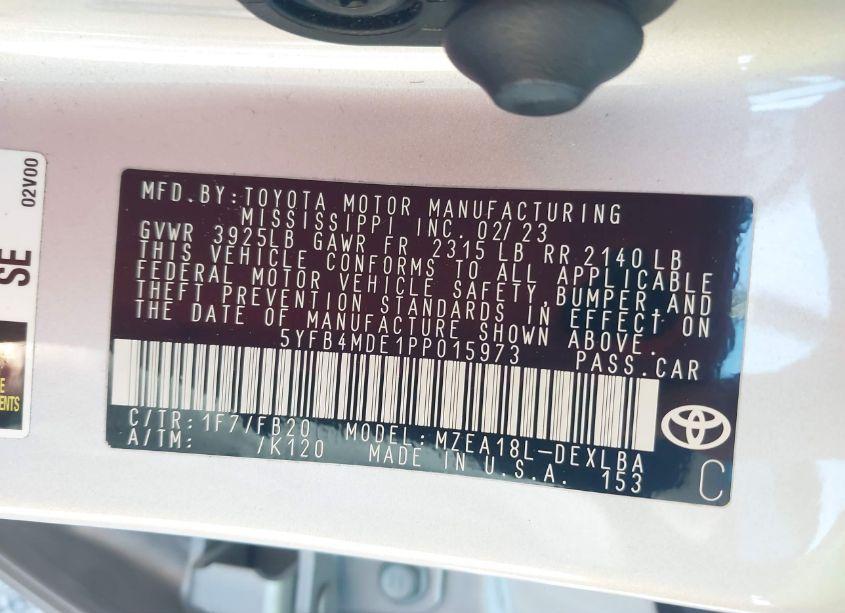 MFD.BY:TOYOTA MOTOR MANUFACTURING
MISSISSIPPI INC. 02/23
GVWR 3925LB GAWR FR 2315 LB RR 2140 LB
THIS VEHICLE CONFORMS TO ALL APPLICABLE
FEDERAL MOTOR VEHICLE SAFETY,BUMPER,AND
THEFT PREVENTION STANDARDS IN EFFECT ON
THE DATE OF MANUFACTURE SHOWN ABOVE.
5YFB4MDE1PP015973 PASS.CAR
C/TR: 1F7/FB20 MODEL: MZEA18L-DEXLBA
A/TM: /K120 MADE IN U.S.A. 153
C
02V00
SE